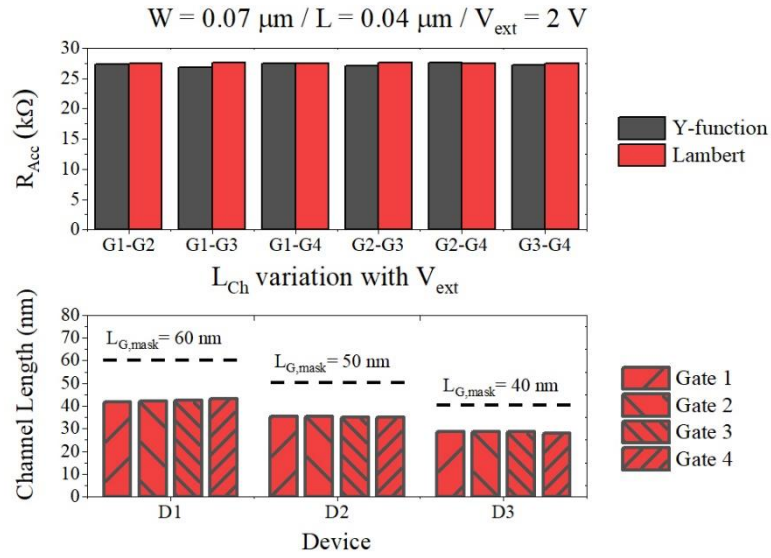 W = 0.07 μm / L = 0.04 μm / V_ext = 2 V
R_Acc (kΩ)
30
25
20
15
10
5
0
G1-G2 G1-G3 G1-G4 G2-G3 G2-G4 G3-G4
Y-function
Lambert
L_Ch variation with V_ext
Channel Length (nm)
80
70
60
50
40
30
20
10
0
L_G,mask= 60 nm
L_G,mask= 50 nm
L_G,mask= 40 nm
D1 D2 D3
Device
Gate 1
Gate 2
Gate 3
Gate 4